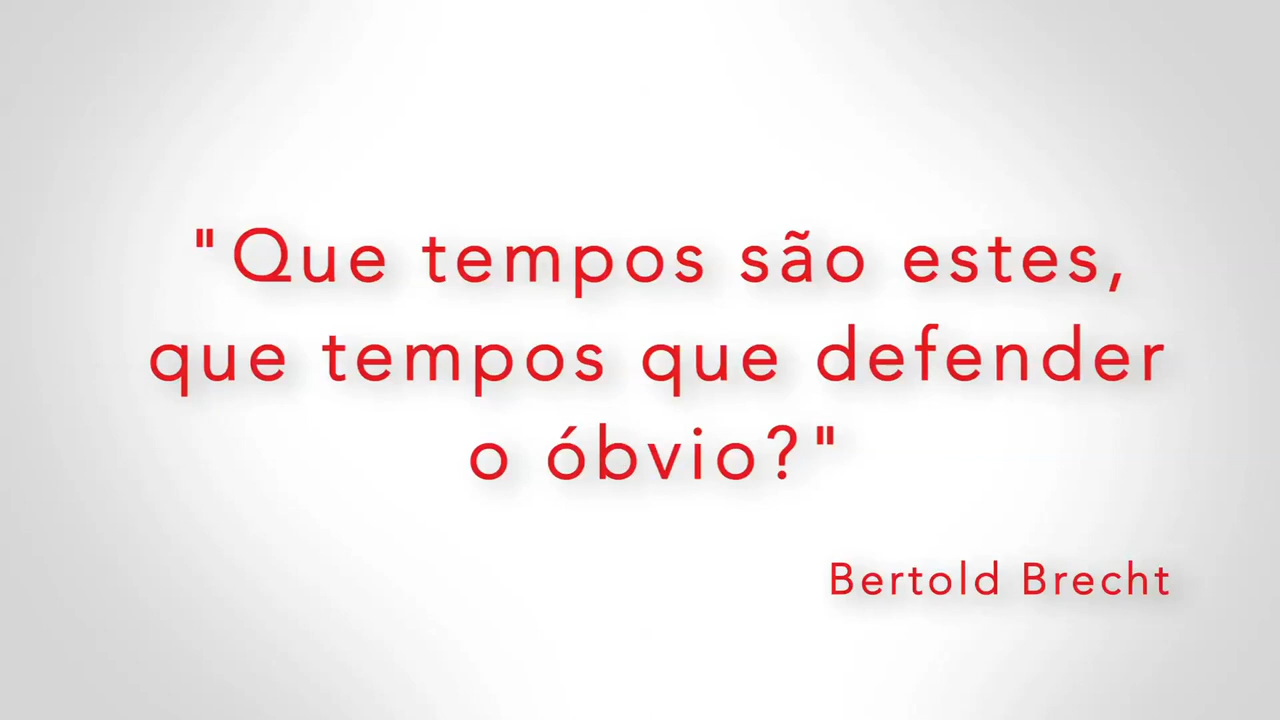 "Que tempos são estes,
que tempos que defender
o óbvio?"
Bertold Brecht